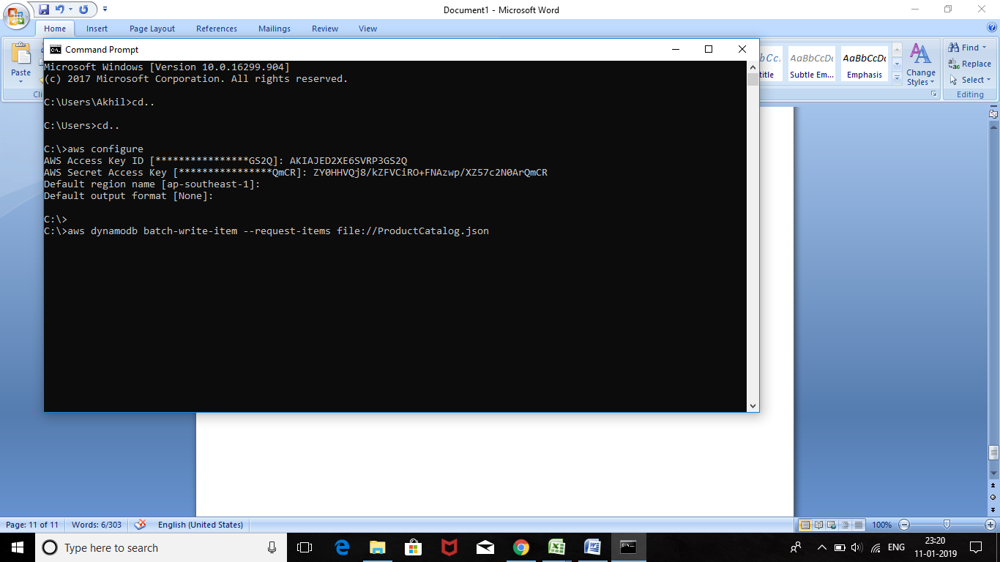 Document1 - Microsoft Word
Home Insert Page Layout References Mailings Review View
Command Prompt
Paste
Subtle Em...
AaBbCcDc
Emphasis
Change
Styles
Find
Replace
Select
Editing
Microsoft Windows [Version 10.0.16299.904]
(c) 2017 Microsoft Corporation. All rights reserved.
C:\Users\Akhil>cd..
C:\Users>cd..
C:\>aws configure
AWS Access Key ID [****************GS2Q]: AKIAJED2XE6SVRP3GS2Q
AWS Secret Access Key [****************QmCR]: 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
Default region name [ap-southeast-1]:
Default output format [None]:
C:\>
C:\>aws dynamodb batch-write-item --request-items file://ProductCatalog.json
Page: 11 of 11 Words: 6/303 English (United States) 100%
Type here to search
ENG
23:20
11-01-2019